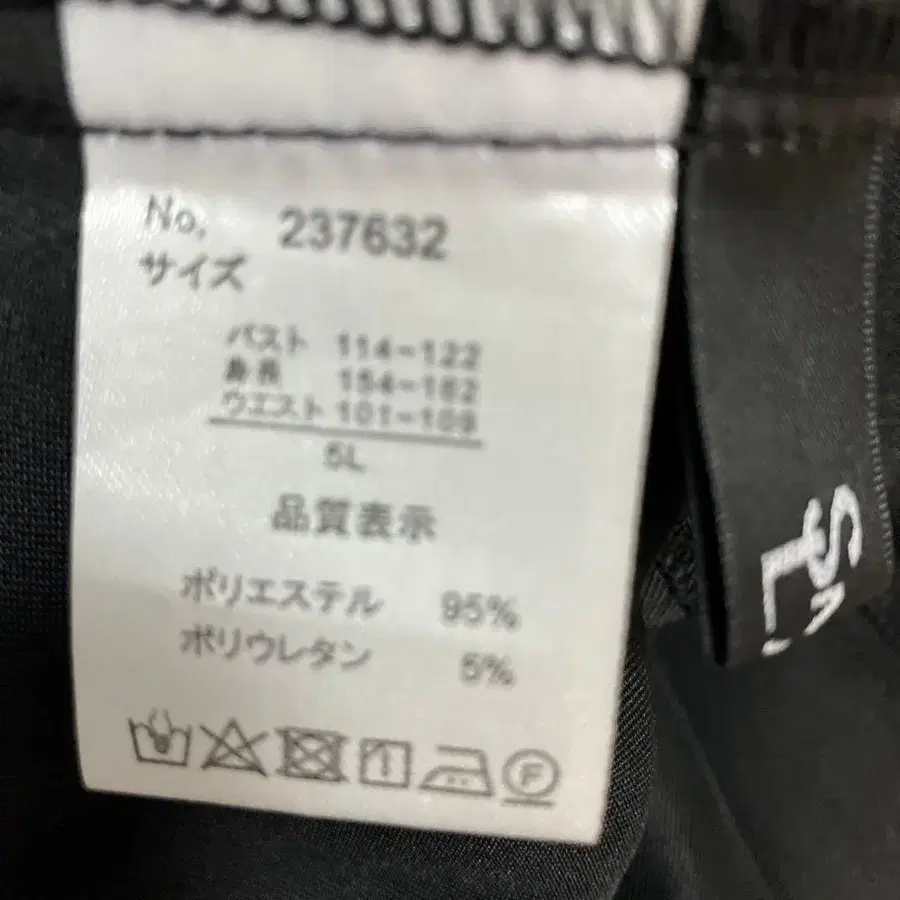 No. 237632
サイズ
バスト 114-122
身長 154-162
ウエスト 101-109
5L
品質表示
ポリエステル 95%
ポリウレタン 5%
F